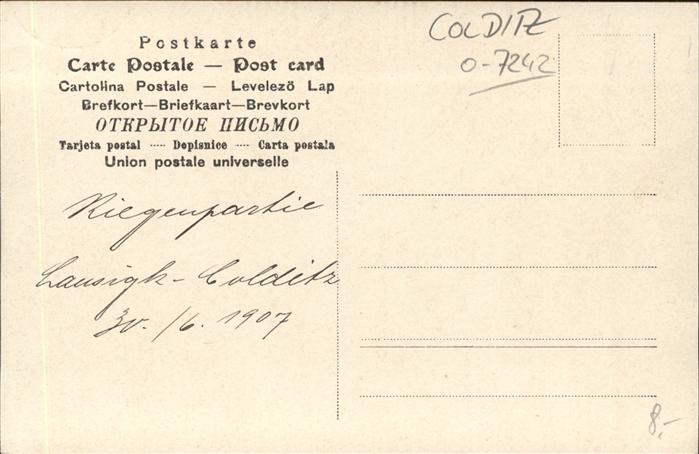 COLDITZ
O-7242
Postkarte
Carte Postale — Post card
Cartolina Postale — Levelező Lap
Brefkort—Briefkaart—Brevkort
ОТКРЫТОЕ ПИСЬМО
Tarjeta postal ····· Dopisnice ····· Carta postala
Union postale universelle
Riegenpartie
Lausigk - Colditz
30. /6. 1907
8.-